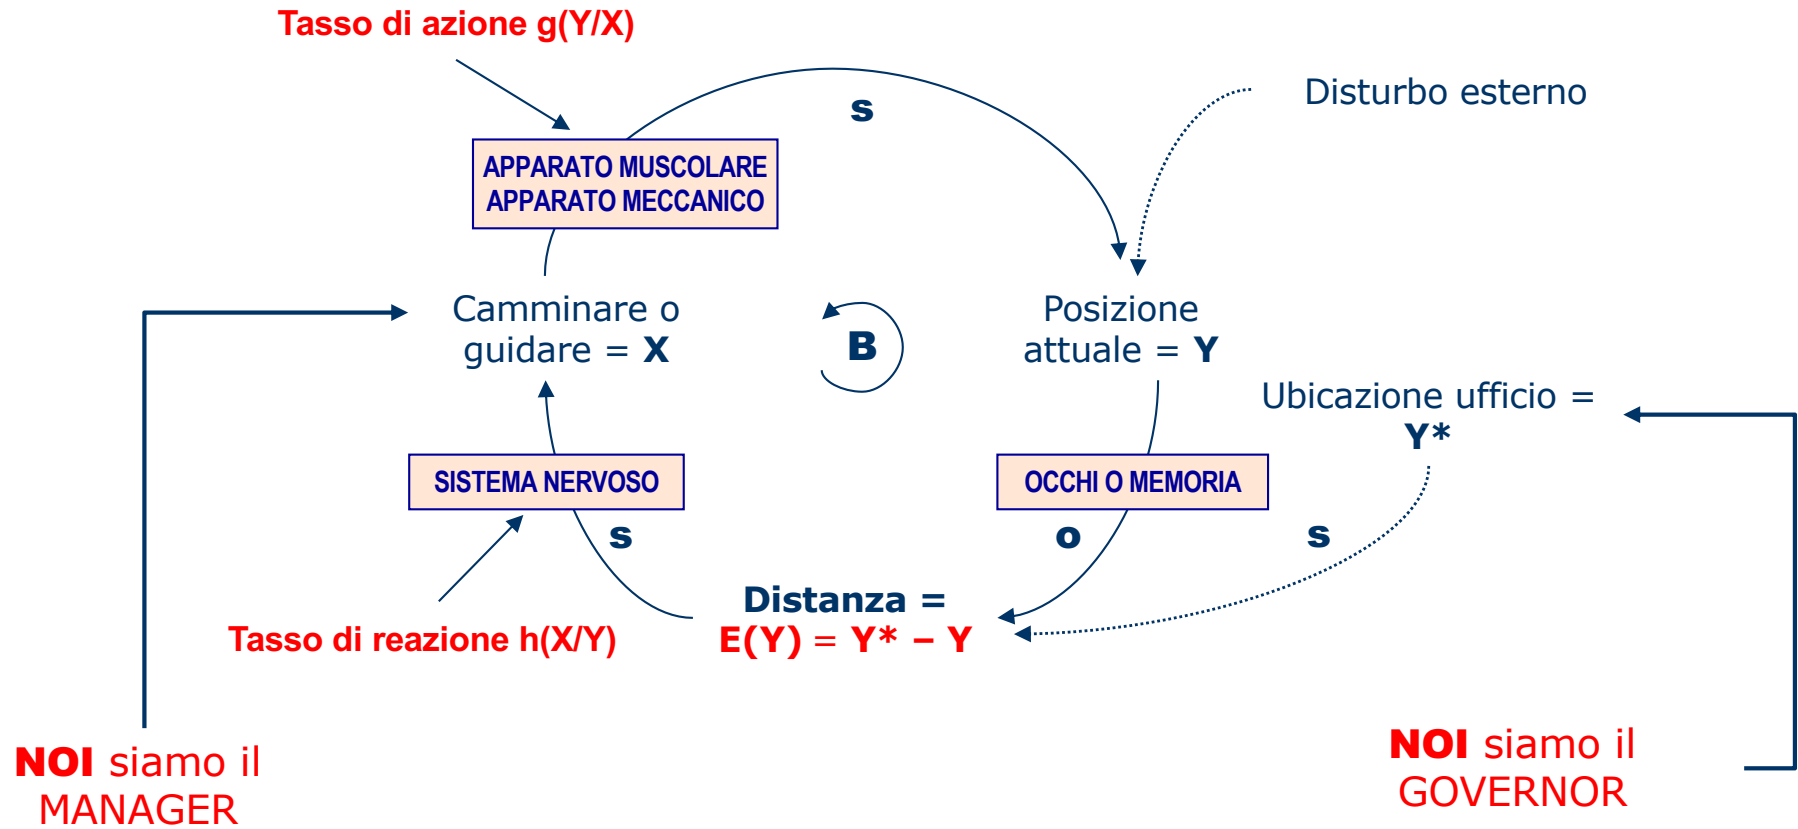 Tasso di azione g(Y/X)
s
Disturbo esterno
APPARATO MUSCOLARE
APPARATO MECCANICO
Camminare o
guidare = X
B
Posizione
attuale = Y
Ubicazione ufficio =
Y*
SISTEMA NERVOSO
OCCHI O MEMORIA
s
o
s
Distanza =
E(Y) = Y* – Y
Tasso di reazione h(X/Y)
NOI siamo il
MANAGER
NOI siamo il
GOVERNOR